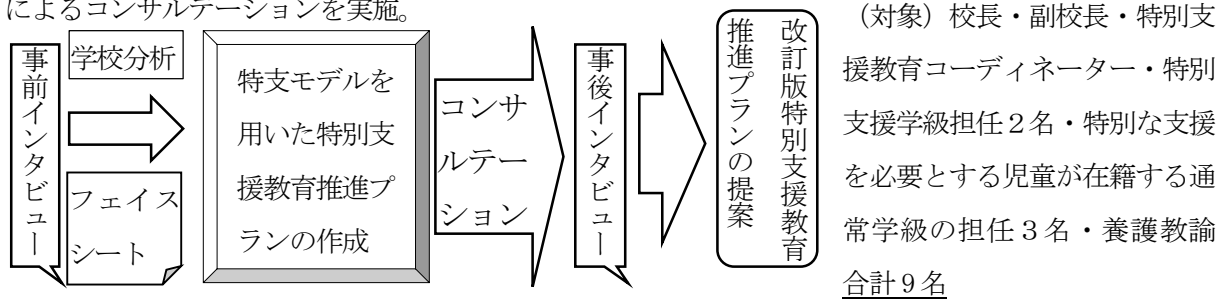 によるコンサルテーションを実施。
事前インタビュー
学校分析
フェイス
シート
特支モデルを
用いた特別支
援教育推進プ
ランの作成
コンサ
ルテー
ション
事後インタビュー
改訂版特別支援教育
推進プランの提案
（対象）校長・副校長・特別支
援教育コーディネーター・特別
支援学級担任２名・特別な支援
を必要とする児童が在籍する通
常学級の担任３名・養護教諭
合計９名